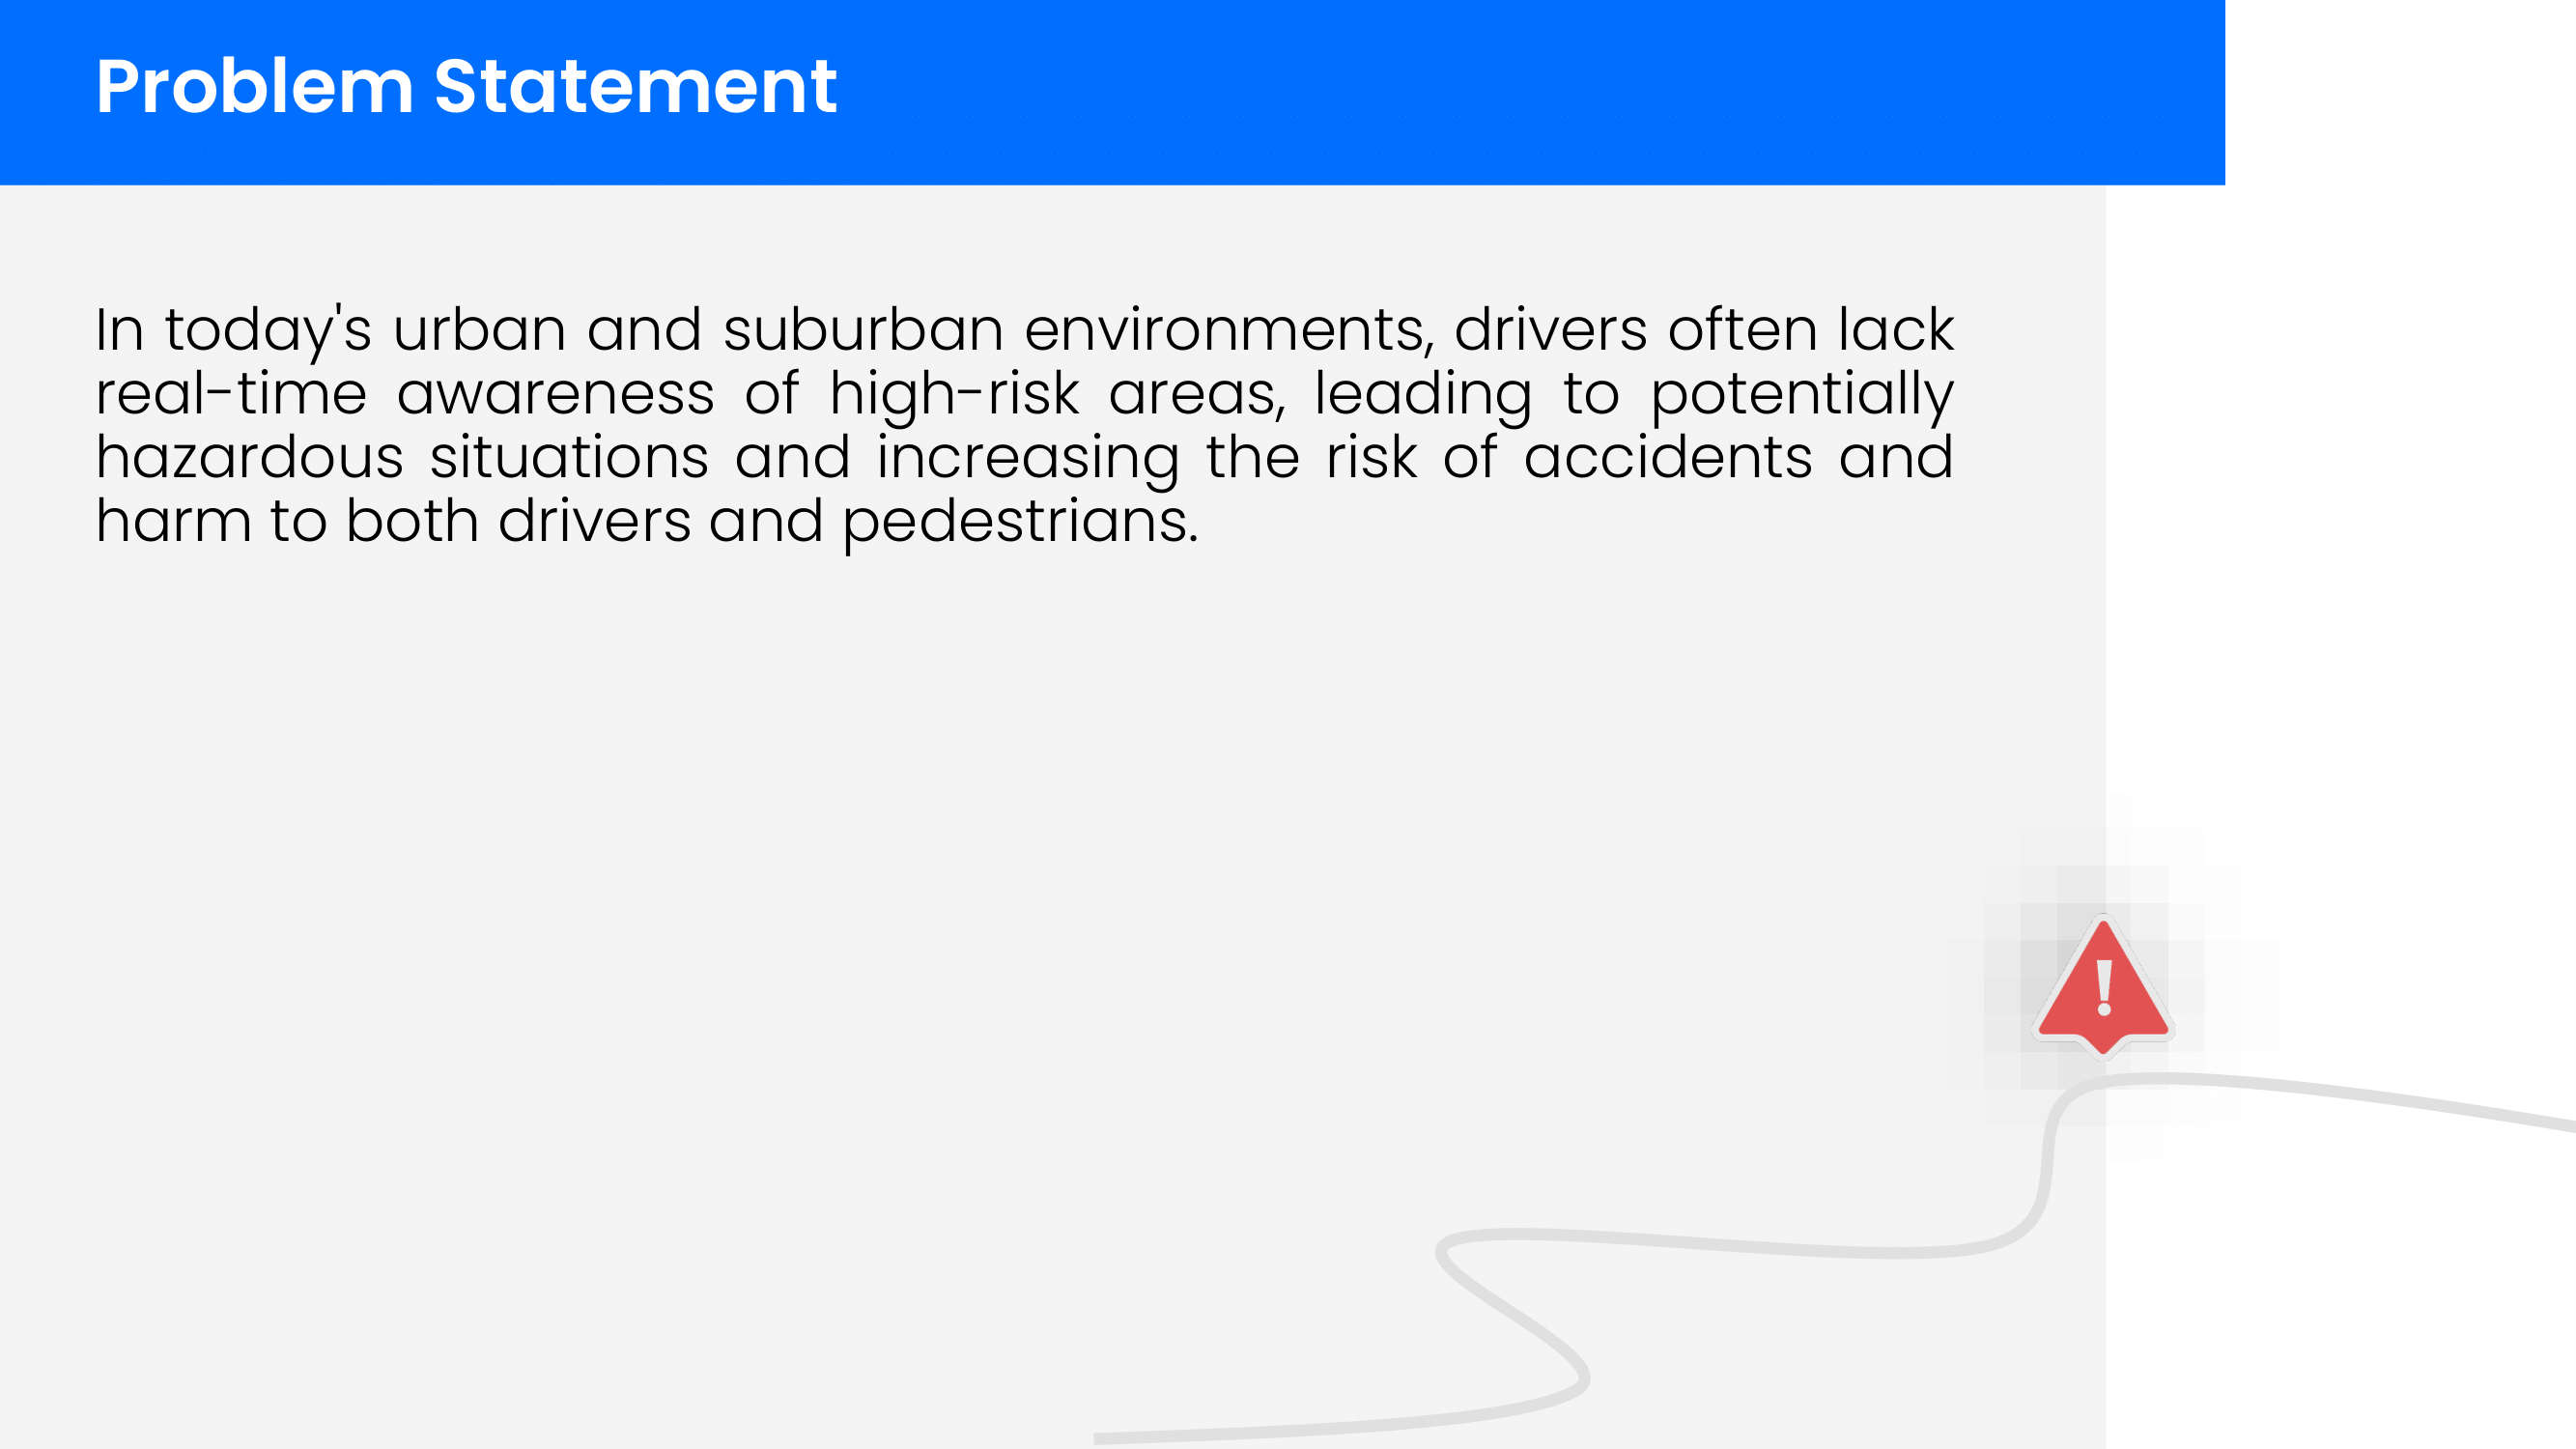 Problem Statement
In today's urban and suburban environments, drivers often lack
real-time awareness of high-risk areas, leading to potentially
hazardous situations and increasing the risk of accidents and
harm to both drivers and pedestrians.
!